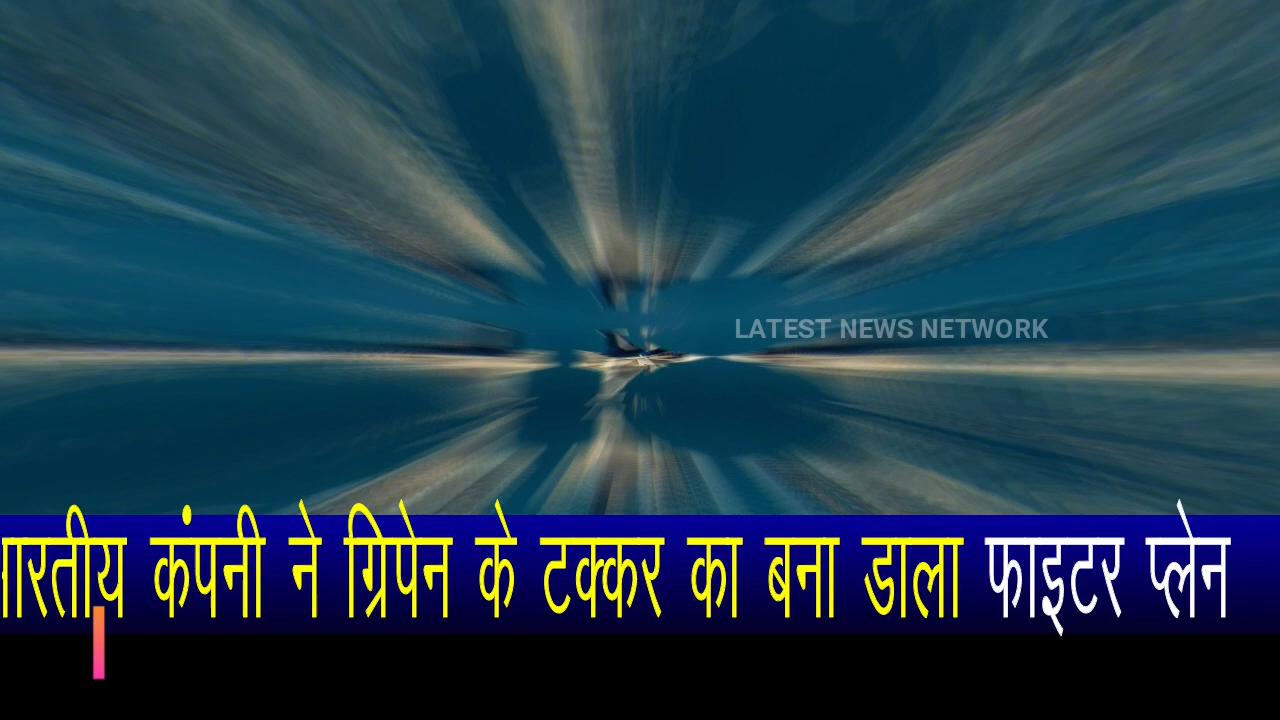 LATEST NEWS NETWORK
भारतीय कंपनी ने ग्रिपेन के टक्कर का बना डाला फाइटर प्लेन